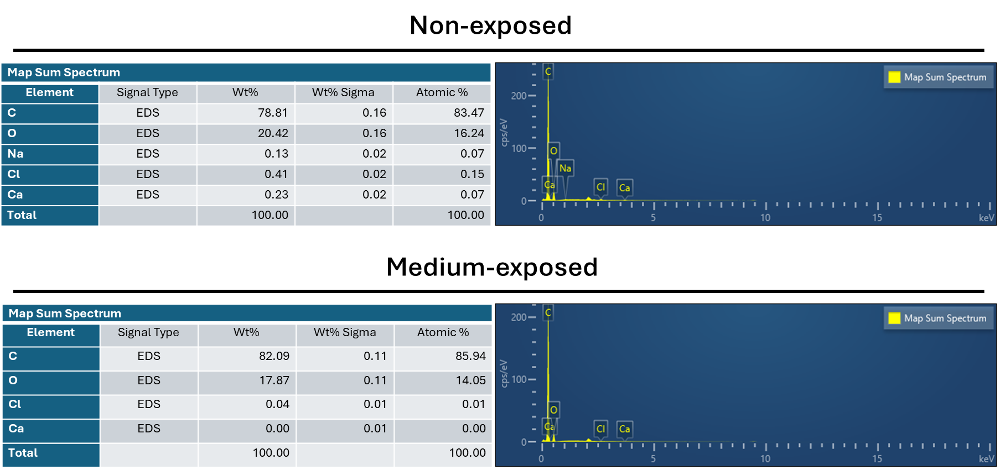 Non-exposed
Map Sum Spectrum
Element Signal Type Wt% Wt% Sigma Atomic %
C EDS 78.81 0.16 83.47
O EDS 20.42 0.16 16.24
Na EDS 0.13 0.02 0.07
Cl EDS 0.41 0.02 0.15
Ca EDS 0.23 0.02 0.07
Total 100.00 100.00
C
Map Sum Spectrum
200
cps/eV
100
O
Na
Ca
Cl
Ca
0
0 5 10 15 keV
Medium-exposed
Map Sum Spectrum
Element Signal Type Wt% Wt% Sigma Atomic %
C EDS 82.09 0.11 85.94
O EDS 17.87 0.11 14.05
Cl EDS 0.04 0.01 0.01
Ca EDS 0.00 0.01 0.00
Total 100.00 100.00
C
Map Sum Spectrum
200
cps/eV
100
O
Ca
Cl
Ca
0
0 5 10 15 keV